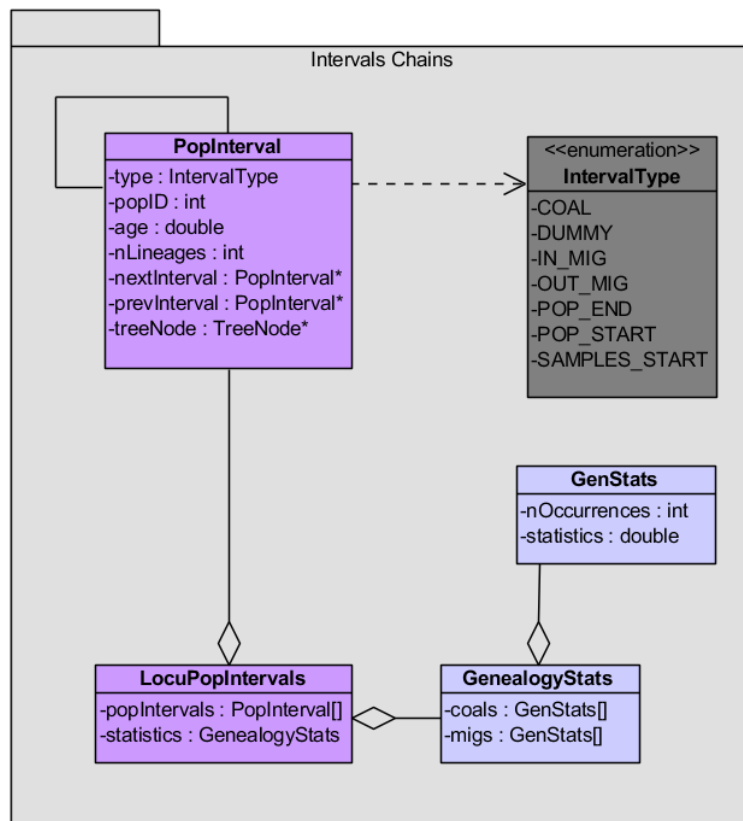 Intervals Chains
PopInterval
-type : IntervalType
-popID : int
-age : double
-nLineages : int
-nextInterval : PopInterval*
-prevInterval : PopInterval*
-treeNode : TreeNode*
<<enumeration>>
IntervalType
-COAL
-DUMMY
-IN_MIG
-OUT_MIG
-POP_END
-POP_START
-SAMPLES_START
GenStats
-nOccurrences : int
-statistics : double
LocuPopIntervals
-popIntervals : PopInterval[]
-statistics : GenealogyStats
GenealogyStats
-coals : GenStats[]
-migs : GenStats[]